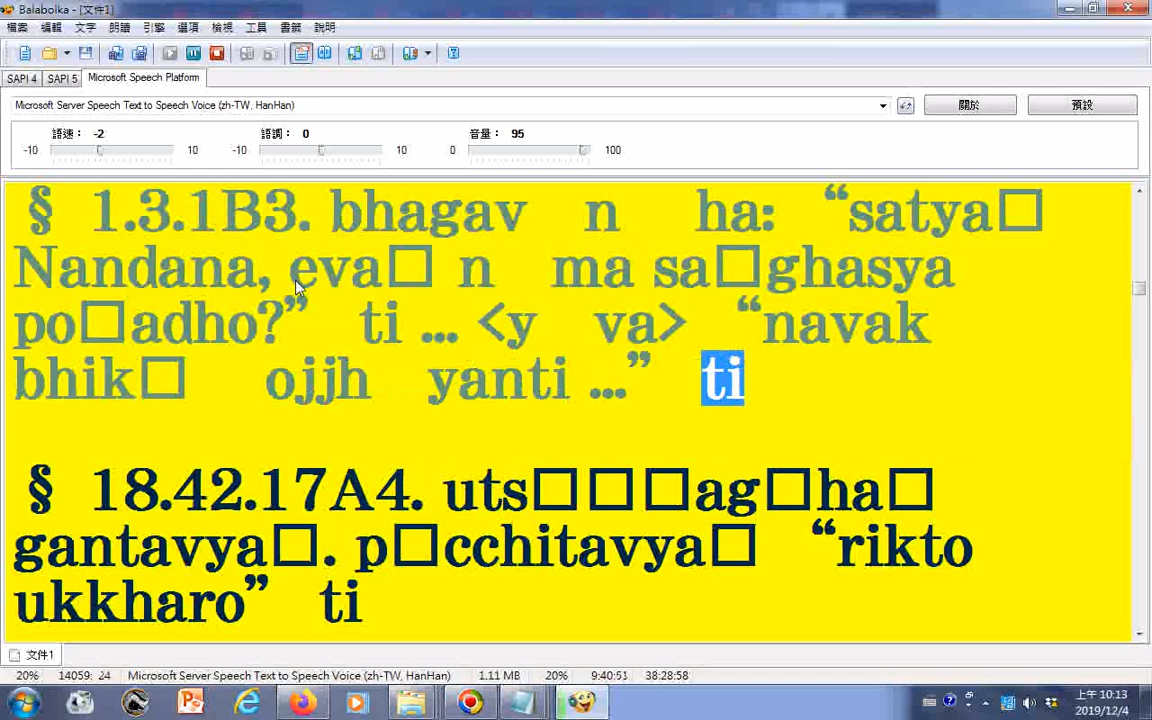 Balabolka - [文件1]
檔案 編輯 文字 朗讀 引擎 選項 檢視 工具 書籤 說明
SAPI 4 SAPI 5 Microsoft Speech Platform
Microsoft Server Speech Text to Speech Voice (zh-TW, HanHan) 關於 預設
語速： -2 語調： 0 音量： 95
-10 10 -10 10 0 100
§ 1.3.1B3. bhagav n ha: “satya□
Nandana, eva□ n ma sa□ghasya
po□adho?” ti ... <y va> “navak
bhik□ ojjh yanti ...” ti
§ 18.42.17A4. uts□□□ag□ha□
gantavya□. p□cchitavya□ “rikto
ukkharo” ti
文件1
20% 14059: 24 Microsoft Server Speech Text to Speech Voice (zh-TW, HanHan) 1.11 MB 20% 9:40:51 38:28:58
上午 10:13
2019/12/4